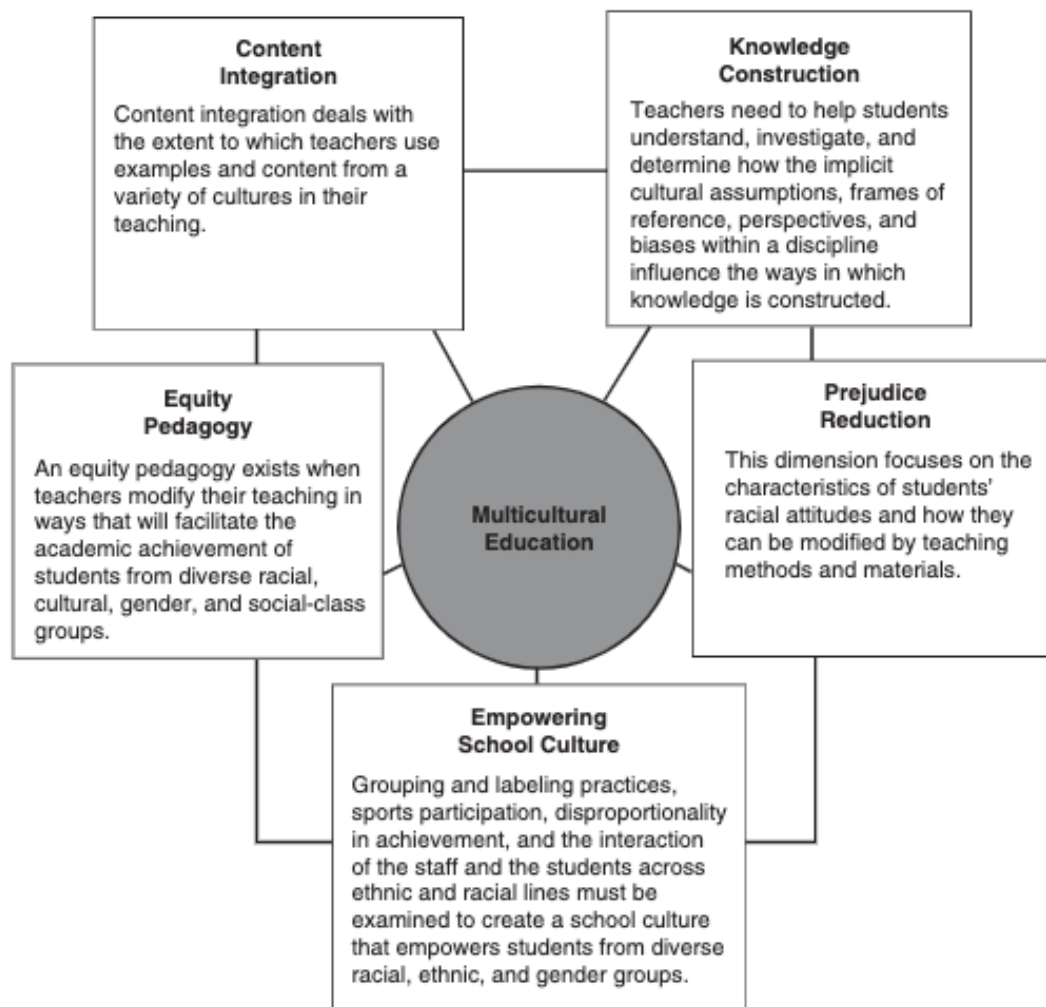 Content
Integration
Content integration deals with
the extent to which teachers use
examples and content from a
variety of cultures in their
teaching.
Knowledge
Construction
Teachers need to help students
understand, investigate, and
determine how the implicit
cultural assumptions, frames of
reference, perspectives, and
biases within a discipline
influence the ways in which
knowledge is constructed.
Equity
Pedagogy
An equity pedagogy exists when
teachers modify their teaching in
ways that will facilitate the
academic achievement of
students from diverse racial,
cultural, gender, and social-class
groups.
Multicultural
Education
Prejudice
Reduction
This dimension focuses on the
characteristics of students'
racial attitudes and how they
can be modified by teaching
methods and materials.
Empowering
School Culture
Grouping and labeling practices,
sports participation, disproportionality
in achievement, and the interaction
of the staff and the students across
ethnic and racial lines must be
examined to create a school culture
that empowers students from diverse
racial, ethnic, and gender groups.